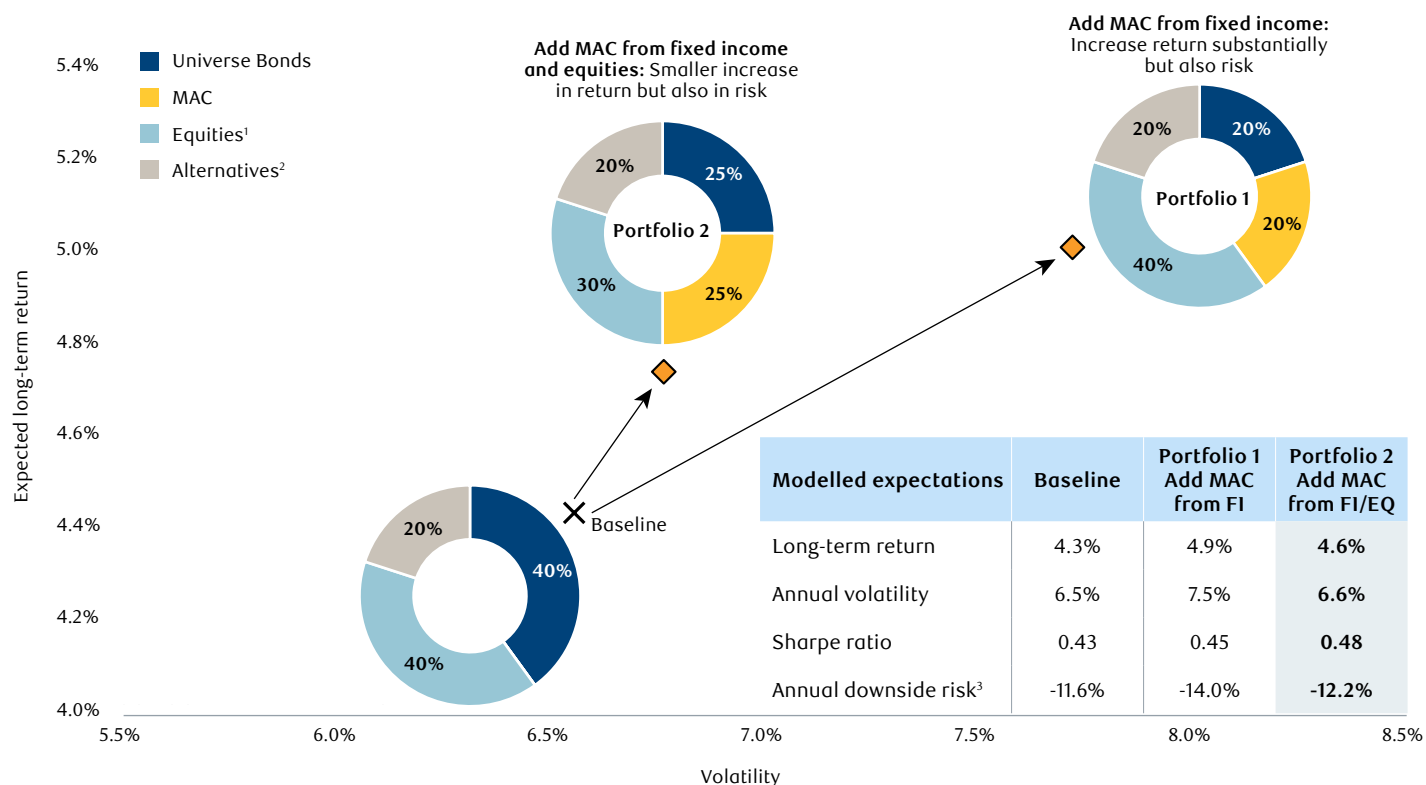 Universe Bonds
MAC
Equities¹
Alternatives²
Add MAC from fixed income
and equities: Smaller increase
in return but also in risk
Add MAC from fixed income:
Increase return substantially
but also risk
Expected long-term return
5.4%
5.2%
5.0%
4.8%
4.6%
4.4%
4.2%
4.0%
20%
25%
Portfolio 2
30%
25%
20%
20%
Portfolio 1
20%
40%
20%
40%
40%
Baseline
Modelled expectations
Baseline
Portfolio 1
Add MAC
from FI
Portfolio 2
Add MAC
from FI/EQ
Long-term return 4.3% 4.9% 4.6%
Annual volatility 6.5% 7.5% 6.6%
Sharpe ratio 0.43 0.45 0.48
Annual downside risk³ -11.6% -14.0% -12.2%
5.5% 6.0% 6.5% 7.0% 7.5% 8.0% 8.5%
Volatility